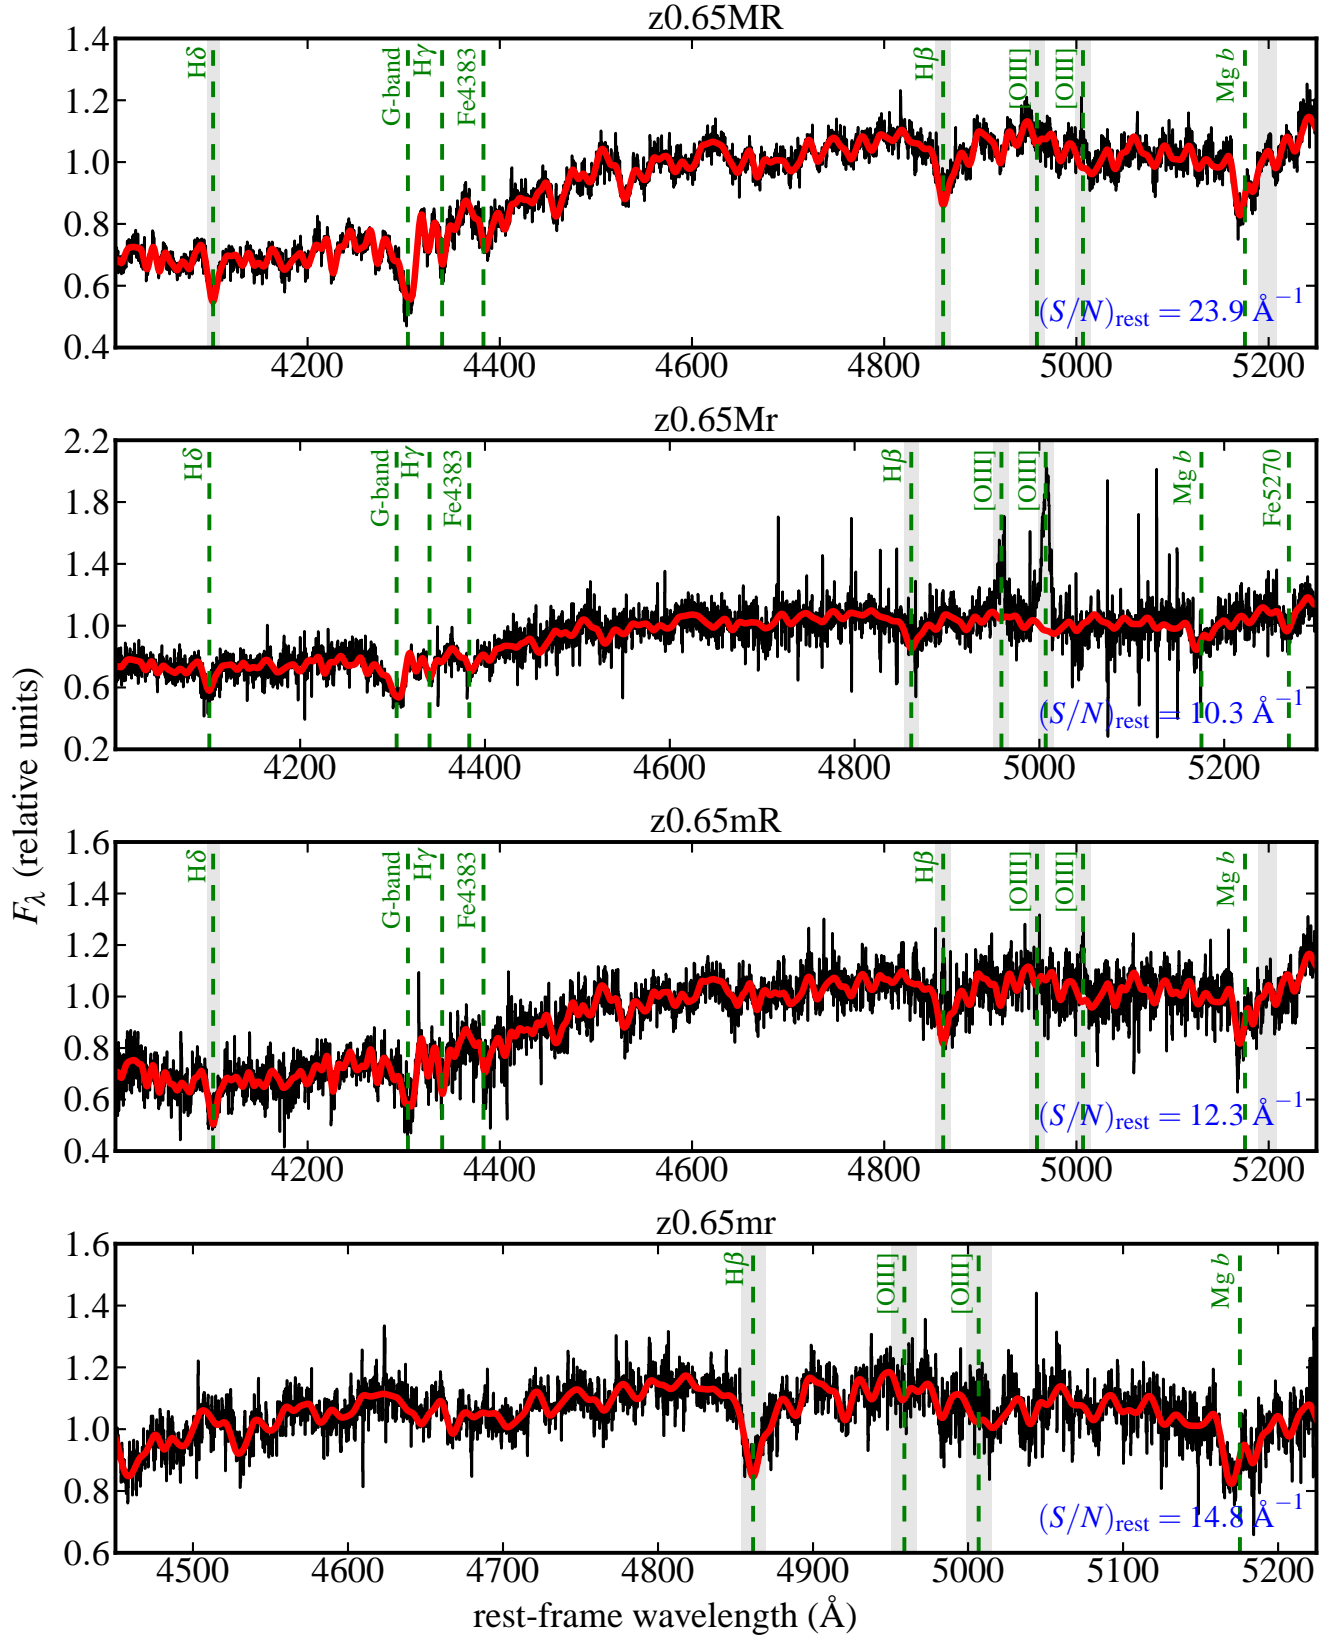 z0.65MR
1.4
1.2
1.0
0.8
0.6
0.4
Hδ
G-band
Hγ
Fe4383
Hβ
[OIII]
[OIII]
Mg b
(S/N)rest = 23.9 Å−1
4200 4400 4600 4800 5000 5200
z0.65Mr
2.2
1.8
1.4
1.0
0.6
0.2
Hδ
G-band
Hγ
Fe4383
Hβ
[OIII]
[OIII]
Mg b
Fe5270
(S/N)rest = 10.3 Å−1
4200 4400 4600 4800 5000 5200
Fλ (relative units)
z0.65mR
1.6
1.4
1.2
1.0
0.8
0.6
0.4
Hδ
G-band
Hγ
Fe4383
Hβ
[OIII]
[OIII]
Mg b
(S/N)rest = 12.3 Å−1
4200 4400 4600 4800 5000 5200
z0.65mr
1.6
1.4
1.2
1.0
0.8
0.6
Hβ
[OIII]
[OIII]
Mg b
(S/N)rest = 14.8 Å−1
4500 4600 4700 4800 4900 5000 5100 5200
rest-frame wavelength (Å)